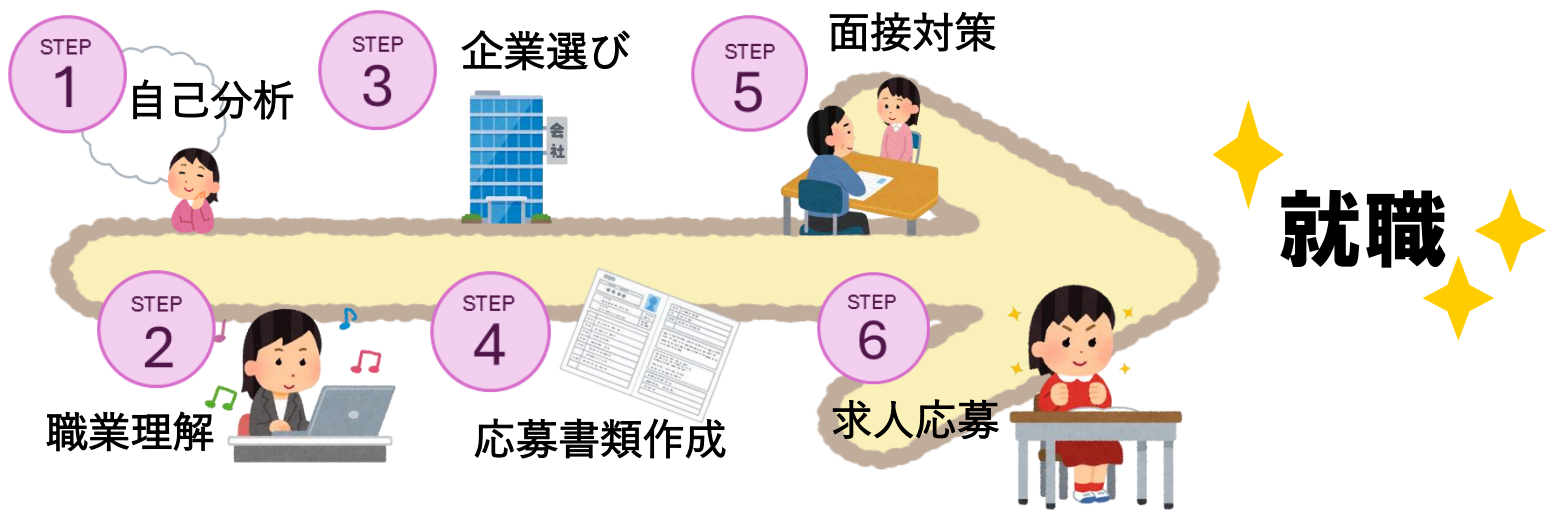 STEP
1
自己分析
STEP
2
職業理解
STEP
3
企業選び
会社
STEP
4
応募書類作成
STEP
5
面接対策
STEP
6
求人応募
就職